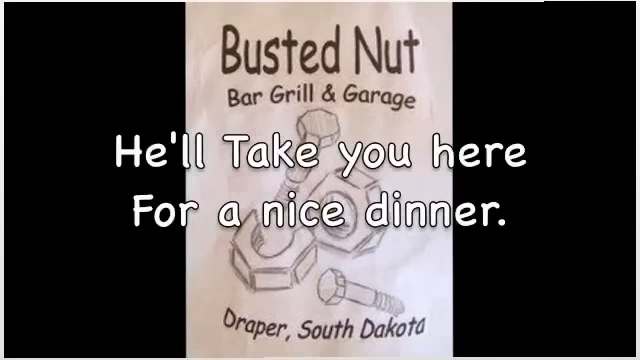 Busted Nut
Bar Grill & Garage
He'll Take you here
For a nice dinner.
Draper, South Dakota